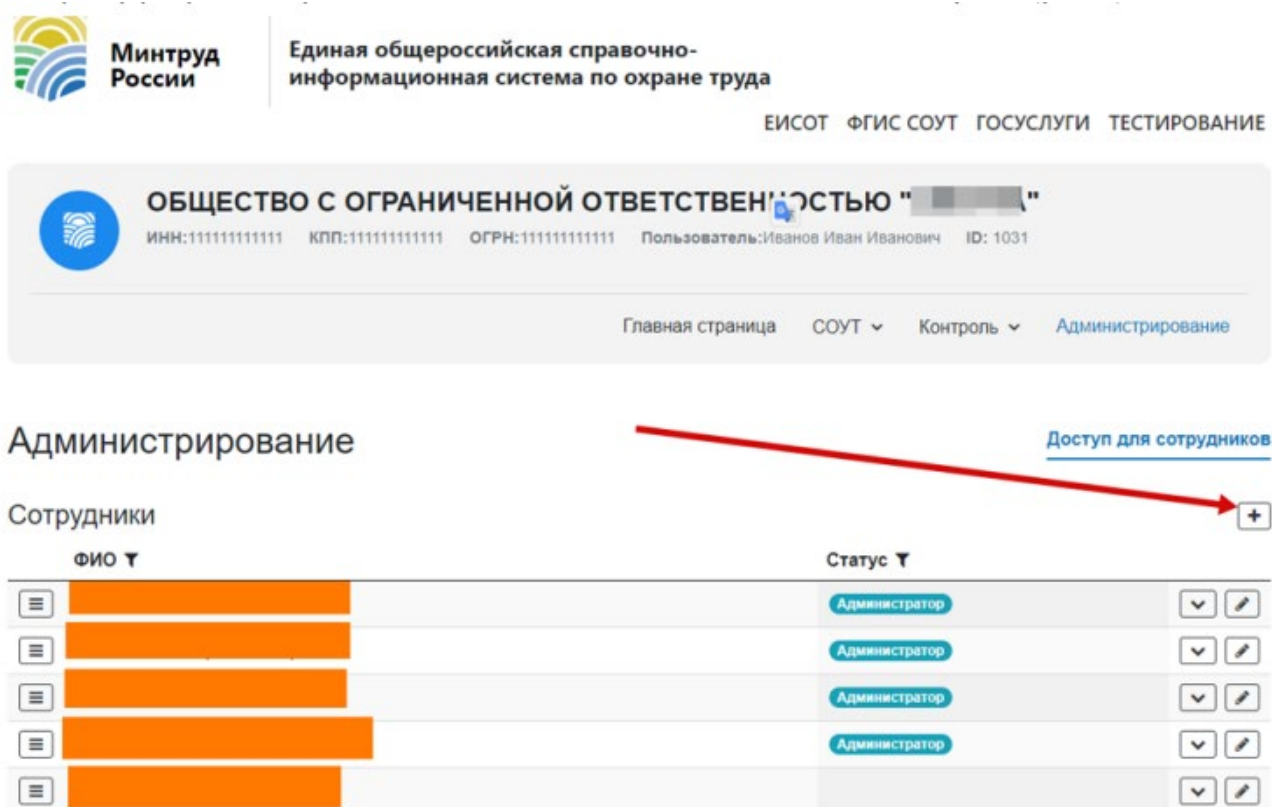 Минтруд
России
Единая общероссийская справочно-
информационная система по охране труда
ЕИСОТ ФГИС СОУТ ГОСУСЛУГИ ТЕСТИРОВАНИЕ
ОБЩЕСТВО С ОГРАНИЧЕННОЙ ОТВЕТСТВЕННОСТЬЮ " "
ИНН:111111111111 КПП:111111111111 ОГРН:111111111111 Пользователь:Иванов Иван Иванович ID: 1031
Главная страница СОУТ Контроль Администрирование
Администрирование
Доступ для сотрудников
Сотрудники
+
ФИО Статус
Администратор
Администратор
Администратор
Администратор